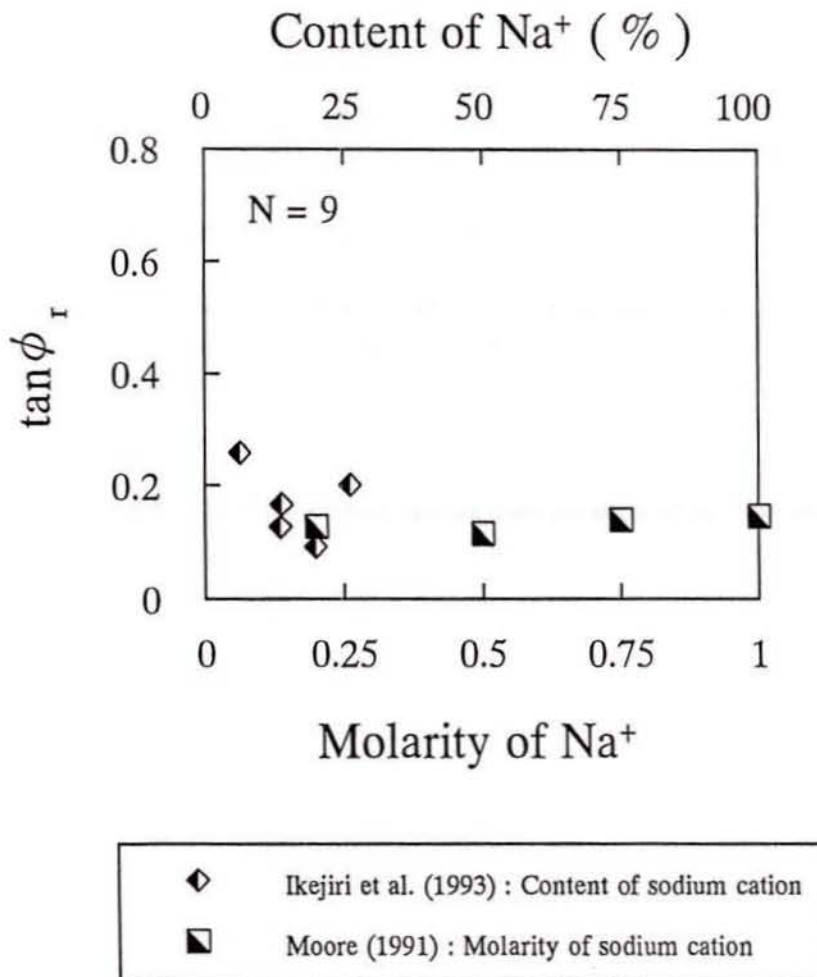 Content of Na⁺ ( % )
0 25 50 75 100
0.8
N = 9
0.6
tanϕ r
0.4
0.2
0
0 0.25 0.5 0.75 1
Molarity of Na⁺
Ikejiri et al. (1993) : Content of sodium cation
Moore (1991) : Molarity of sodium cation